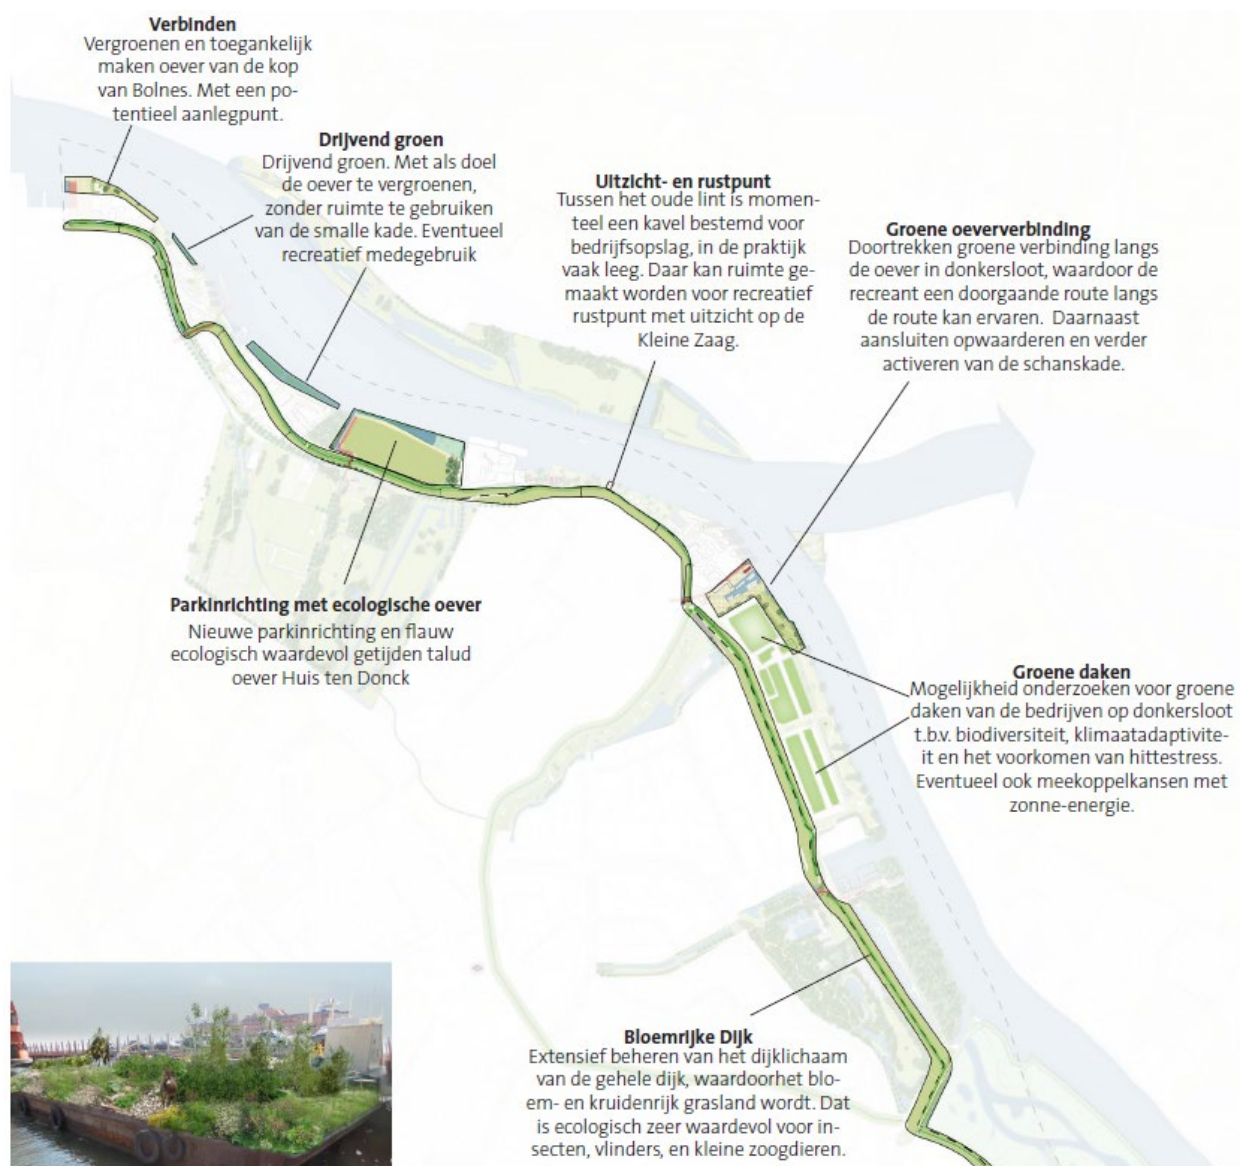 Verbinden
Vergroenen en toegankelijk
maken oever van de kop
van Bolnes. Met een po-
tentieel aanlegpunt.
Drijvend groen
Drijvend groen. Met als doel
de oever te vergroenen,
zonder ruimte te gebruiken
van de smalle kade. Eventueel
recreatief medegebruik
Uitzicht- en rustpunt
Tussen het oude lint is momen-
teel een kavel bestemd voor
bedrijfsopslag, in de praktijk
vaak leeg. Daar kan ruimte ge-
maakt worden voor recreatief
rustpunt met uitzicht op de
Kleine Zaag.
Groene oeververbinding
Doortrekken groene verbinding langs
de oever in donkersloot, waardoor de
recreant een doorgaande route langs
de route kan ervaren. Daarnaast
aansluiten opwaarderen en verder
activeren van de schanskade.
Parkinrichting met ecologische oever
Nieuwe parkinrichting en flauw
ecologisch waardevol getijden talud
oever Huis ten Donck
Groene daken
Mogelijkheid onderzoeken voor groene
daken van de bedrijven op donkersloot
t.b.v. biodiversiteit, klimaatadaptivite-
it en het voorkomen van hittestress.
Eventueel ook meekoppelkansen met
zonne-energie.
Bloemrijke Dijk
Extensief beheren van het dijklichaam
van de gehele dijk, waardoorhet blo-
em- en kruidenrijk grasland wordt. Dat
is ecologisch zeer waardevol voor in-
secten, vlinders, en kleine zoogdieren.